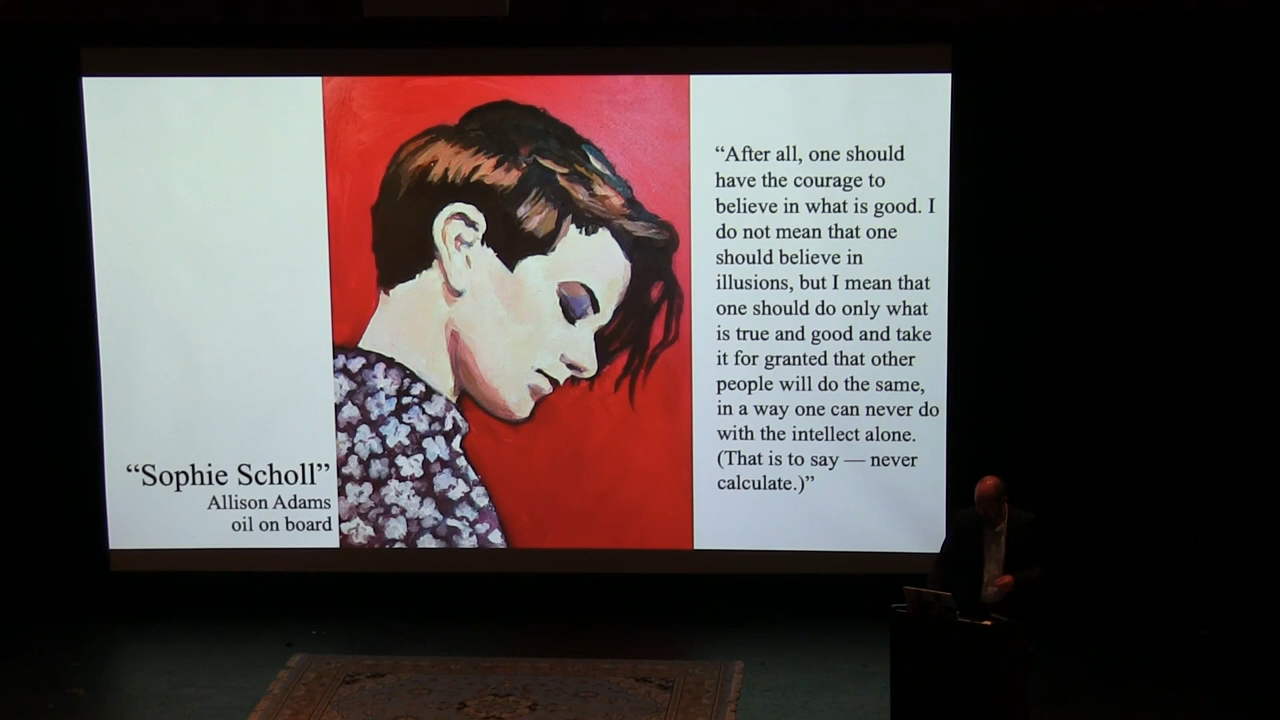 “Sophie Scholl”
Allison Adams
oil on board
“After all, one should
have the courage to
believe in what is good. I
do not mean that one
should believe in
illusions, but I mean that
one should do only what
is true and good and take
it for granted that other
people will do the same,
in a way one can never do
with the intellect alone.
(That is to say — never
calculate.)”